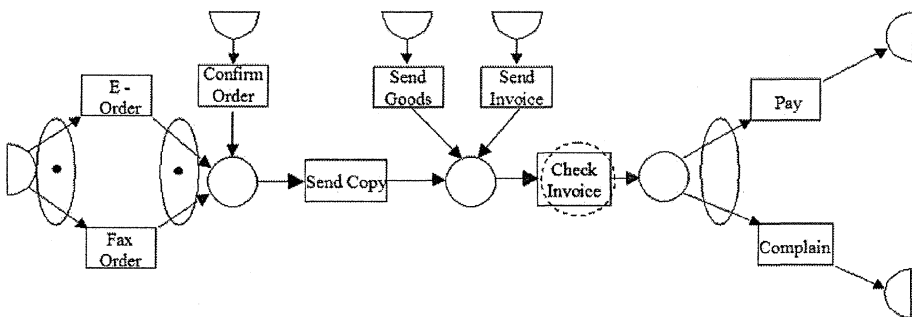 E -
Order
Confirm
Order
Send
Goods
Send
Invoice
Pay
Send Copy
Check
Invoice
Fax
Order
Complain